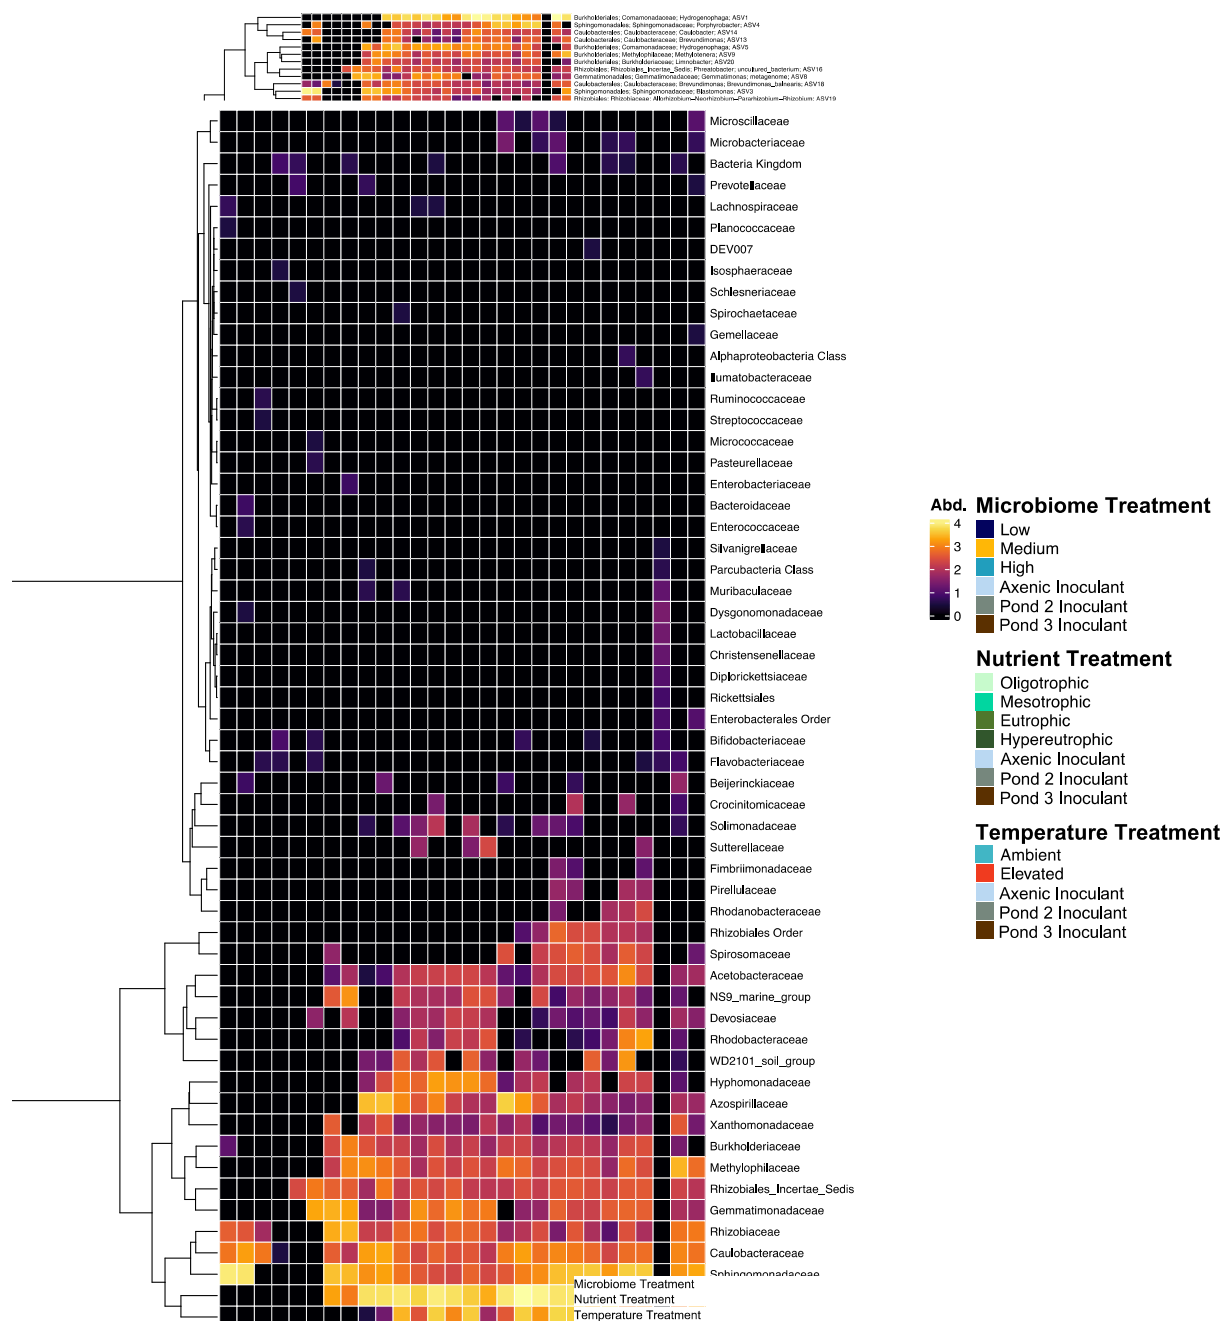 Burkholderiales; Comamonadaceae; Hydrogenophaga; ASV1
Sphingomonadales; Sphingomonadaceae; Porphyrobacter; ASV4
Caulobacterales; Caulobacteraceae; Caulobacter; ASV14
Caulobacterales; Caulobacteraceae; Brevundimonas; ASV13
Burkholderiales; Comamonadaceae; Hydrogenophaga; ASV5
Burkholderiales; Methylophilaceae; Methylotenera; ASV9
Burkholderiales; Burkholderiaceae; Limnobacter; ASV20
Rhizobiales; Rhizobiales_Incertae_Sedis; Phreatobacter; uncultured_bacterium; ASV16
Gemmatimonadales; Gemmatimonadaceae; Gemmatimonas; metagenome; ASV8
Caulobacterales; Caulobacteraceae; Brevundimonas; Brevundimonas_balnearis; ASV18
Sphingomonadales; Sphingomonadaceae; Blastomonas; ASV3
Rhizobiales; Rhizobiaceae; Allorhizobium-Neorhizobium-Pararhizobium-Rhizobium; ASV19
Microscillaceae
Microbacteriaceae
Bacteria Kingdom
Prevotellaceae
Lachnospiraceae
Planococcaceae
DEV007
Isosphaeraceae
Schlesneriaceae
Spirochaetaceae
Gemellaceae
Alphaproteobacteria Class
Ilumatobacteraceae
Ruminococcaceae
Streptococcaceae
Micrococcaceae
Pasteurellaceae
Enterobacteriaceae
Bacteroidaceae
Enterococcaceae
Silvanigrellaceae
Parcubacteria Class
Muribaculaceae
Dysgonomonadaceae
Lactobacillaceae
Christensenellaceae
Diplorickettsiaceae
Rickettsiales
Enterobacterales Order
Bifidobacteriaceae
Flavobacteriaceae
Beijerinckiaceae
Crocinitomicaceae
Solimonadaceae
Sutterellaceae
Fimbriimonadaceae
Pirellulaceae
Rhodanobacteraceae
Rhizobiales Order
Spirosomaceae
Acetobacteraceae
NS9_marine_group
Devosiaceae
Rhodobacteraceae
WD2101_soil_group
Hyphomonadaceae
Azospirillaceae
Xanthomonadaceae
Burkholderiaceae
Methylophilaceae
Rhizobiales_Incertae_Sedis
Gemmatimonadaceae
Rhizobiaceae
Caulobacteraceae
Sphingomonadaceae
Microbiome Treatment
Nutrient Treatment
Temperature Treatment
Abd.
4
3
2
1
0
Microbiome Treatment
Low
Medium
High
Axenic Inoculant
Pond 2 Inoculant
Pond 3 Inoculant
Nutrient Treatment
Oligotrophic
Mesotrophic
Eutrophic
Hypereutrophic
Axenic Inoculant
Pond 2 Inoculant
Pond 3 Inoculant
Temperature Treatment
Ambient
Elevated
Axenic Inoculant
Pond 2 Inoculant
Pond 3 Inoculant